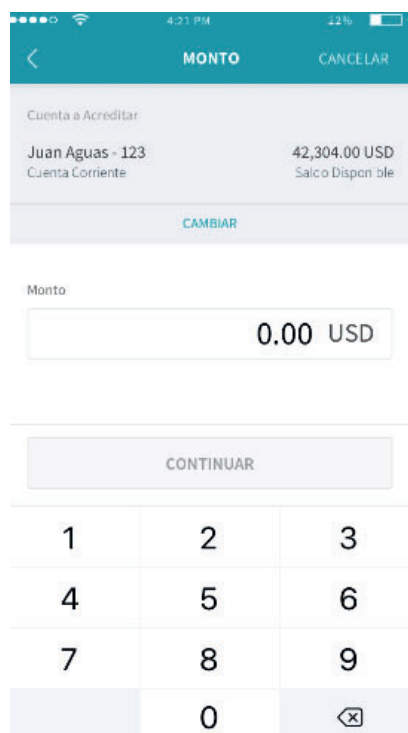 4:21 PM 22%
MONTO CANCELAR
Cuenta a Acreditar
Juan Aguas - 123 42,304.00 USD
Cuenta Corriente Saldo Disponible
CAMBIAR
Monto
0.00 USD
CONTINUAR
1 2 3
4 5 6
7 8 9
0